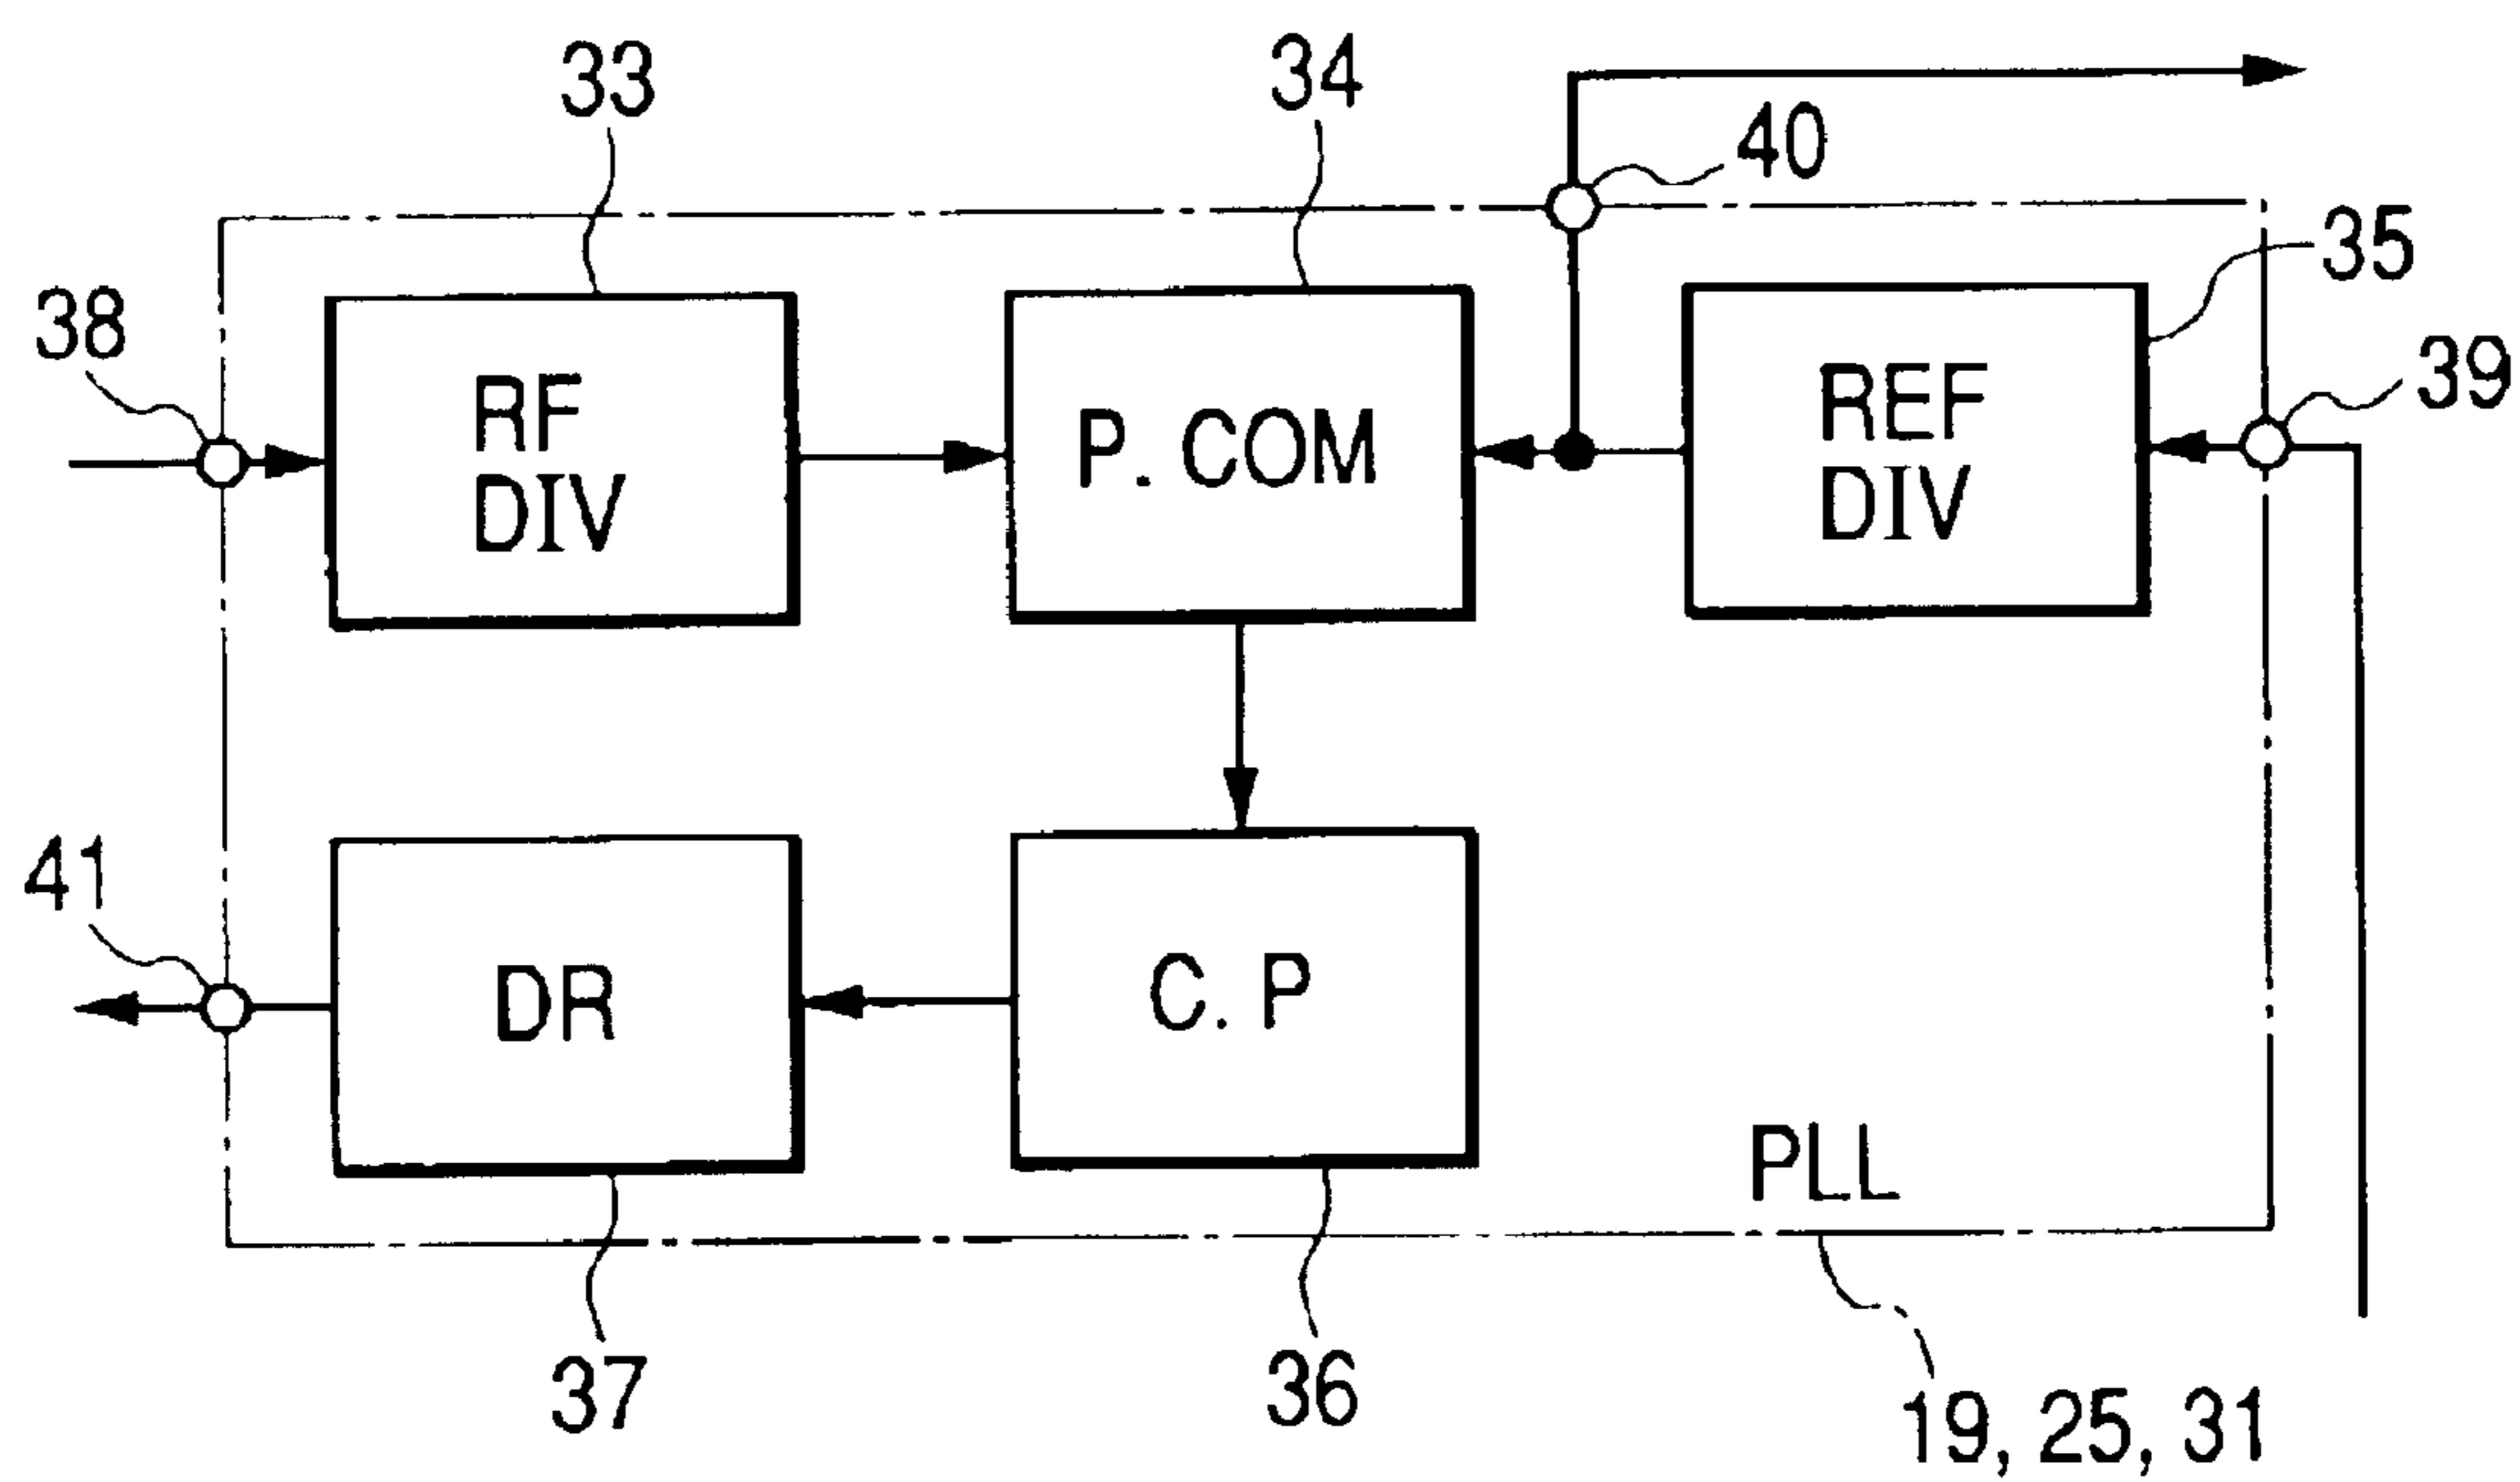 33
34
40
35
38
39
RF
DIV
P. COM
REF
DIV
41
DR
C. P
PLL
37
36
19, 25, 31